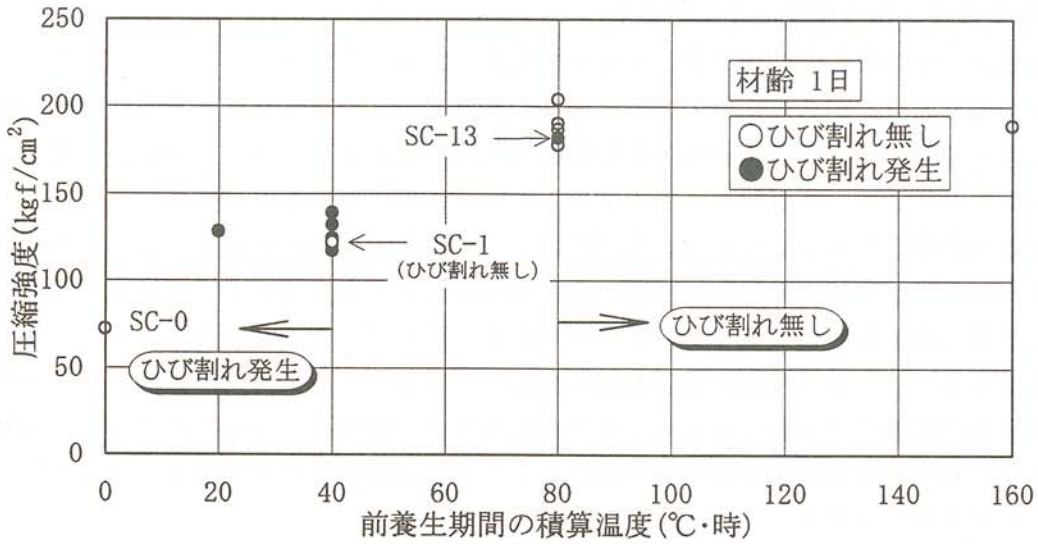 250
200
150
100
50
0
圧縮強度(kgf/cm²)
材齢 1日
○ひび割れ無し
●ひび割れ発生
SC-13
SC-1
(ひび割れ無し)
SC-0
ひび割れ発生
ひび割れ無し
0 20 40 60 80 100 120 140 160
前養生期間の積算温度(℃・時)